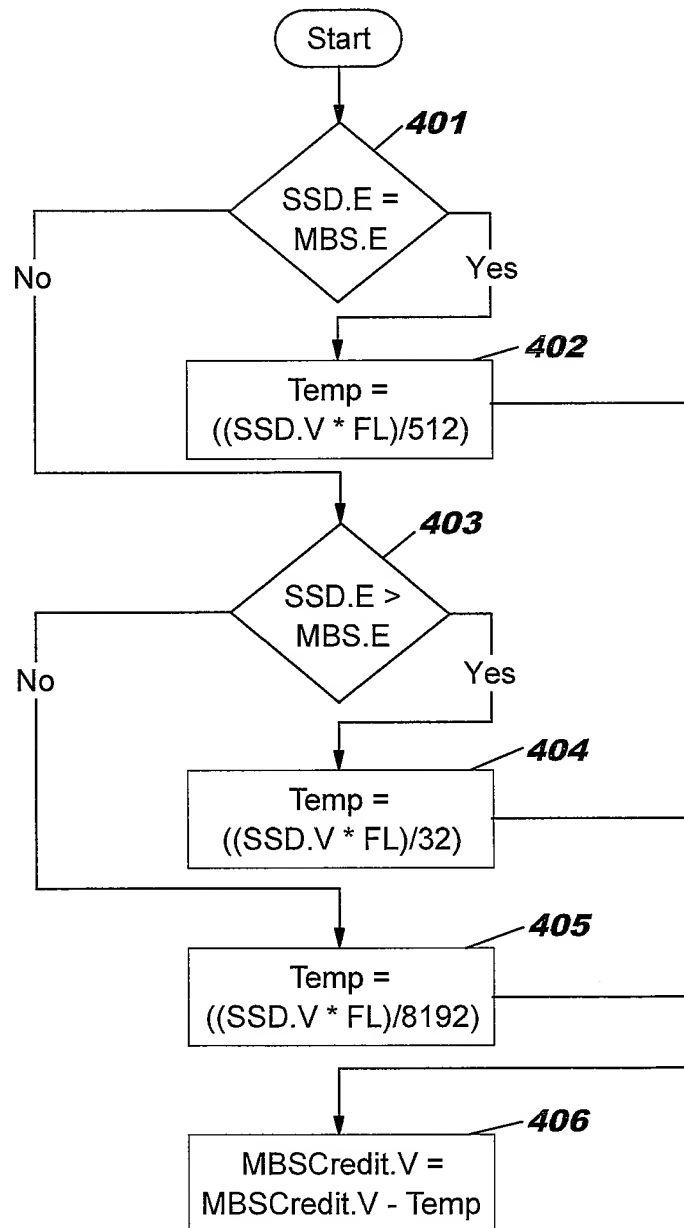 Start
401
SSD.E =
MBS.E
No
Yes
402
Temp =
((SSD.V * FL)/512)
403
SSD.E >
MBS.E
No
Yes
404
Temp =
((SSD.V * FL)/32)
405
Temp =
((SSD.V * FL)/8192)
406
MBSCredit.V =
MBSCredit.V - Temp